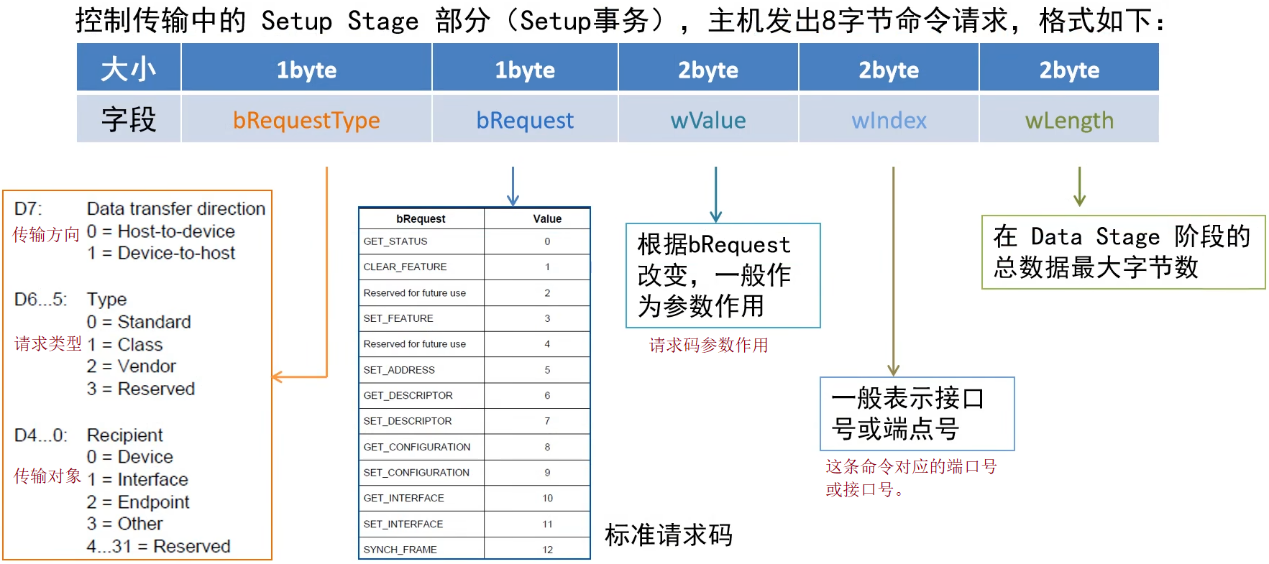 控制传输中的 Setup Stage 部分（Setup事务），主机发出8字节命令请求，格式如下：
大小 1byte 1byte 2byte 2byte 2byte
字段 bRequestType bRequest wValue wIndex wLength
D7: Data transfer direction
传输方向 0 = Host-to-device
1 = Device-to-host
D6...5: Type
0 = Standard
请求类型 1 = Class
2 = Vendor
3 = Reserved
D4...0: Recipient
0 = Device
传输对象 1 = Interface
2 = Endpoint
3 = Other
4...31 = Reserved
bRequest Value
GET_STATUS 0
CLEAR_FEATURE 1
Reserved for future use 2
SET_FEATURE 3
Reserved for future use 4
SET_ADDRESS 5
GET_DESCRIPTOR 6
SET_DESCRIPTOR 7
GET_CONFIGURATION 8
SET_CONFIGURATION 9
GET_INTERFACE 10
SET_INTERFACE 11
SYNCH_FRAME 12
标准请求码
根据bRequest
改变，一般作
为参数作用
请求码参数作用
一般表示接口
号或端点号
这条命令对应的端口号
或接口号。
在 Data Stage 阶段的
总数据最大字节数